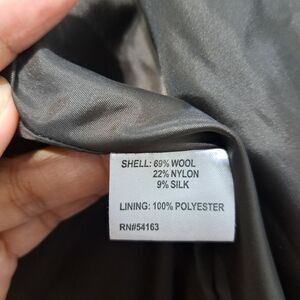 SHELL: 69% WOOL
22% NYLON
9% SILK
LINING: 100% POLYESTER
RN#54163